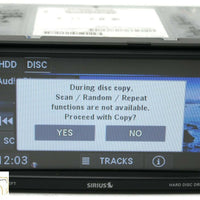 HDD DISC
Audi
During disc copy,
Scan / Random / Repeat
functions are not available.
Proceed with Copy?
YES NO
SC
12:03 TRACKS i
SIRIUS HARD DISC DR